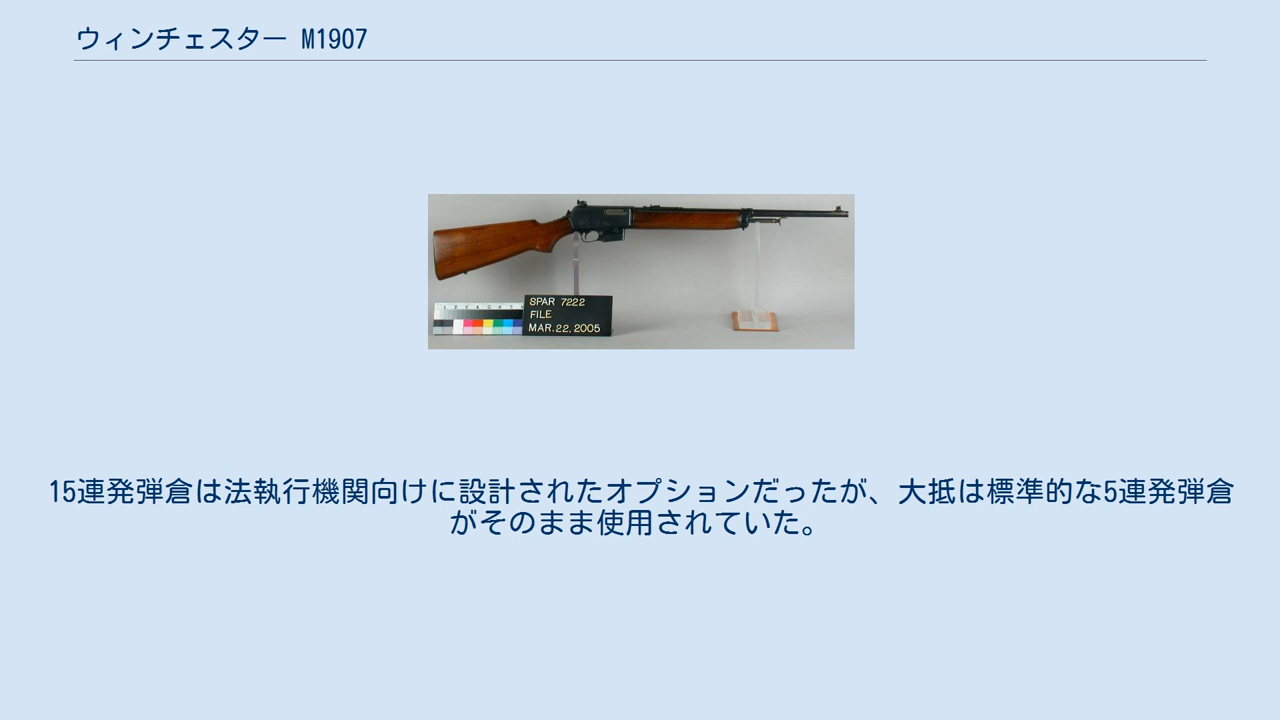 ウィンチェスター M1907
SPAR 7222
FILE
MAR.22,2005
15連発弾倉は法執行機関向けに設計されたオプションだったが、大抵は標準的な5連発弾倉
がそのまま使用されていた。